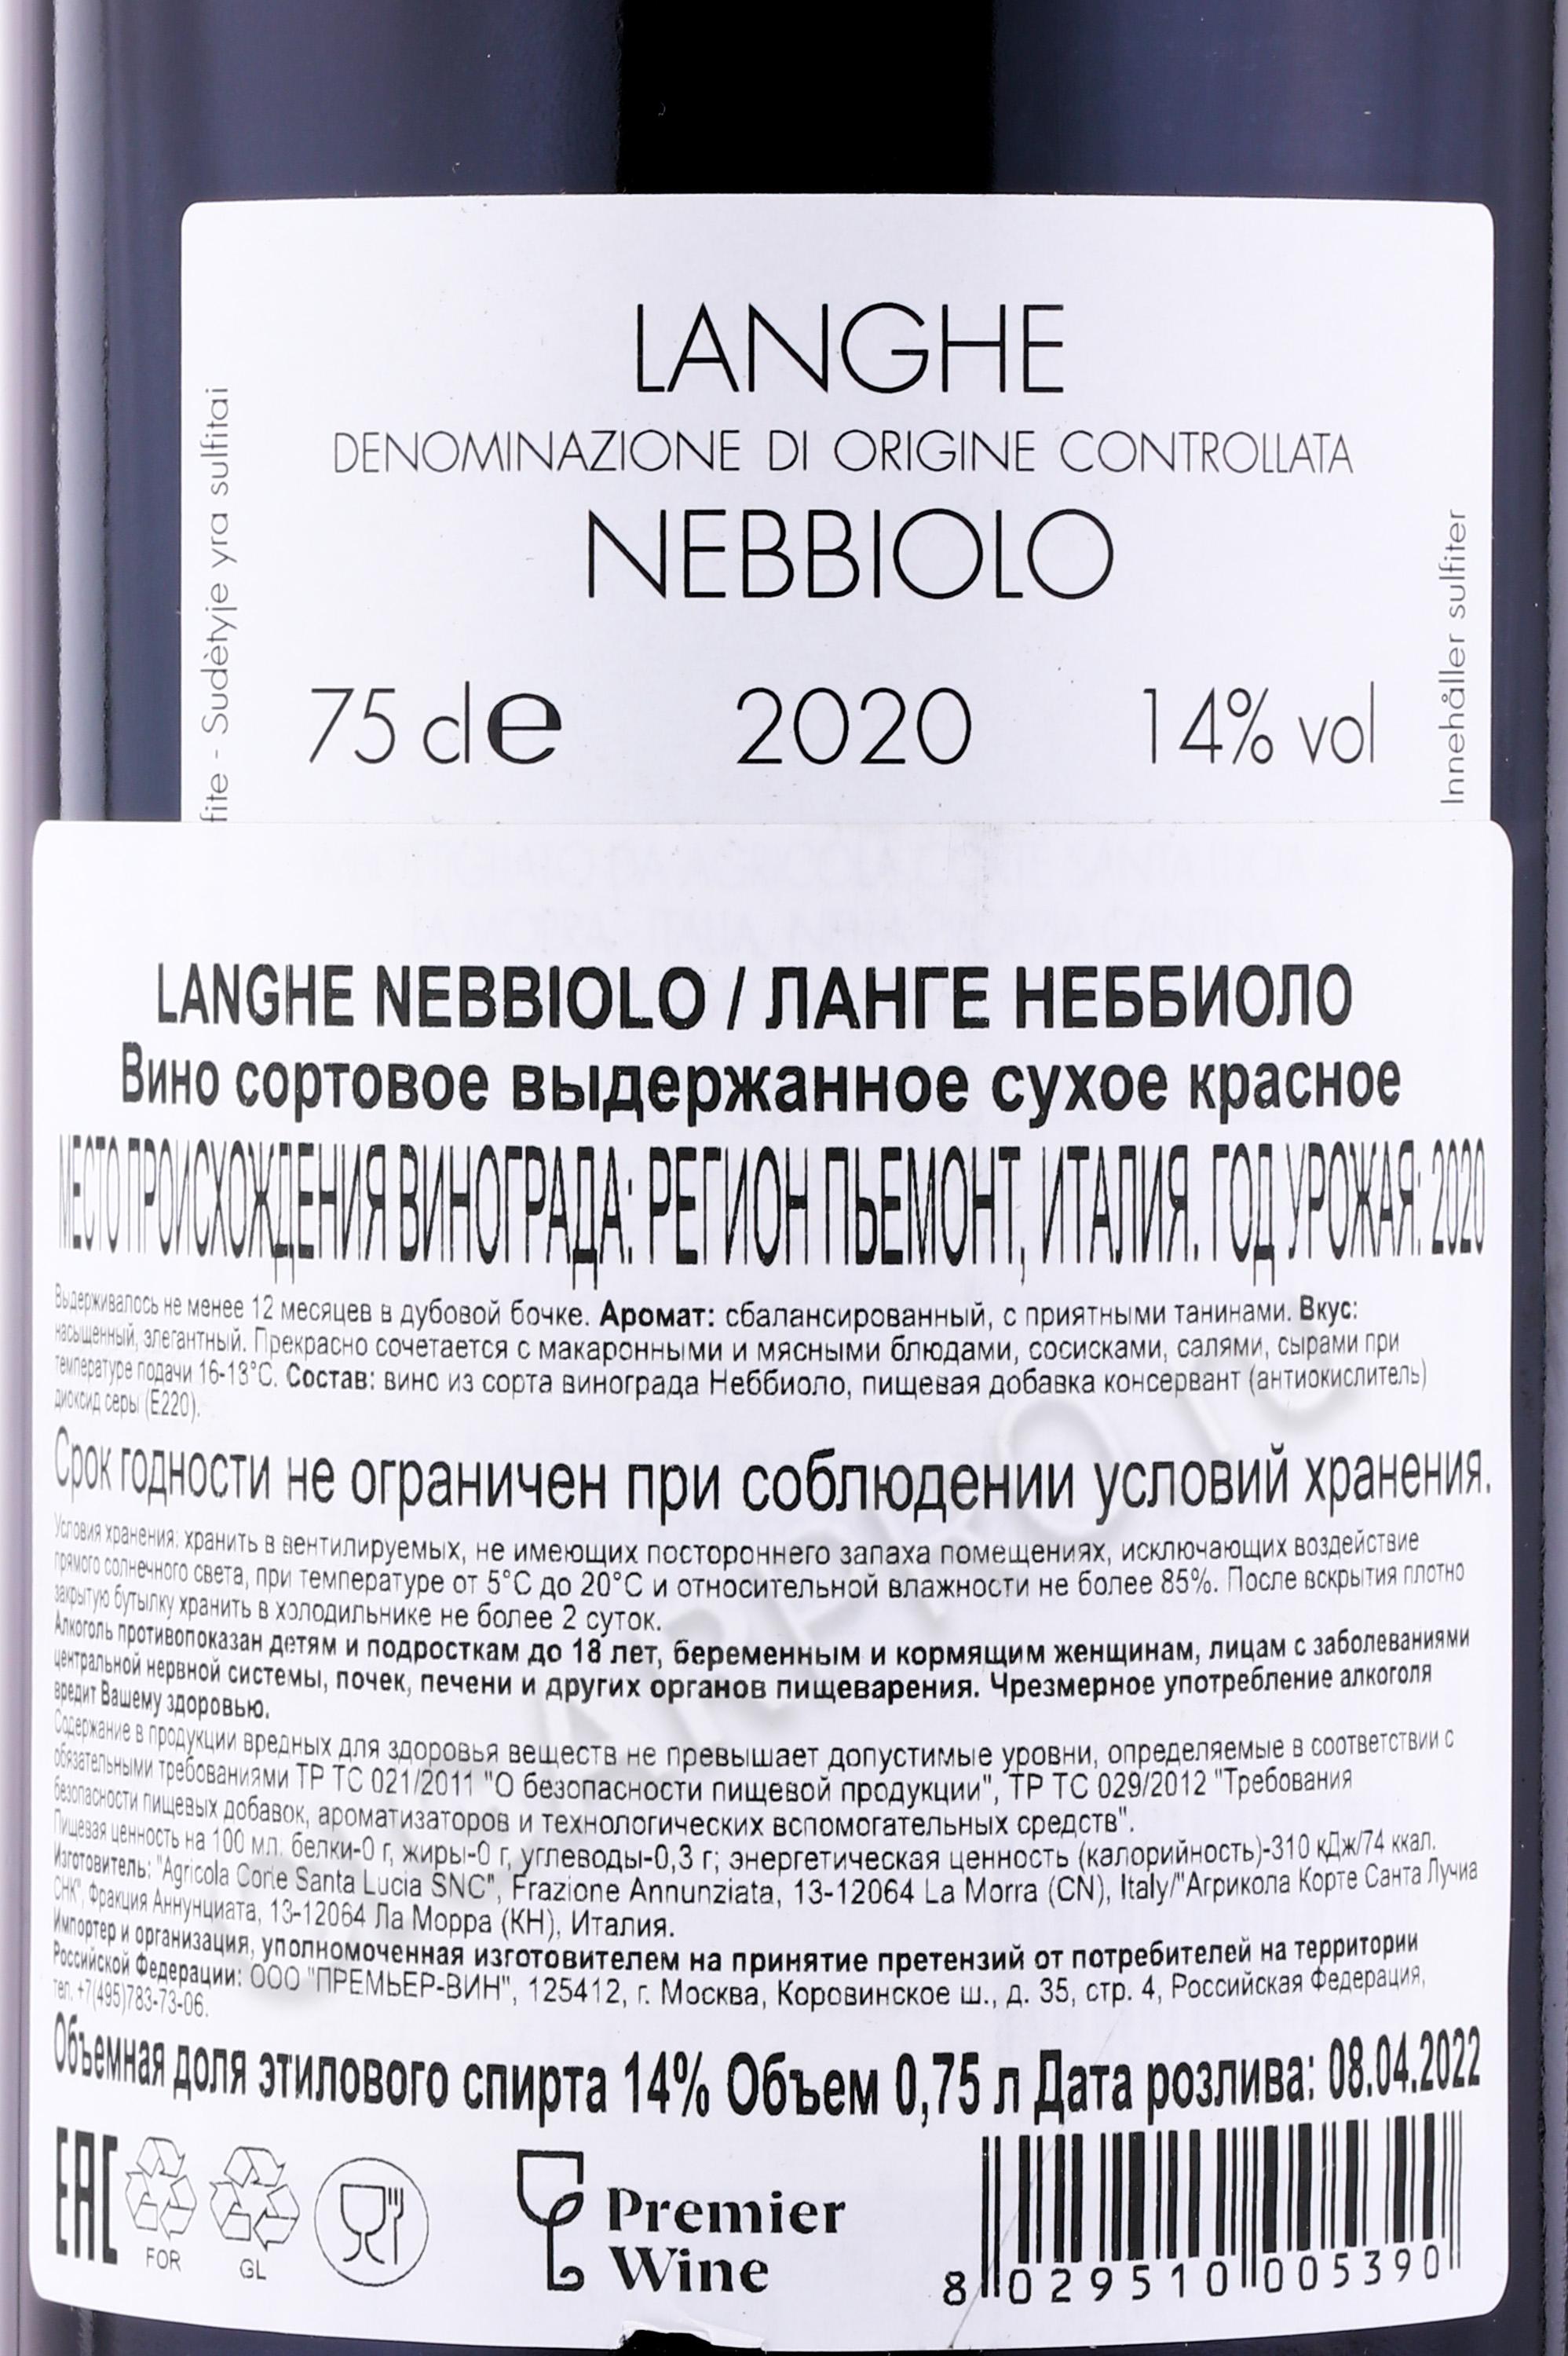 LANGHE
DENOMINAZIONE DI ORIGINE CONTROLLATA
NEBBIOLO
75 cl e 2020 14% vol
fite - Sudėtyje yra sulfitai
Innehåller sulfiter
LANGHE NEBBIOLO / ЛАНГЕ НЕББИОЛО
Вино сортовое выдержанное сухое красное
МЕСТО ПРОИСХОЖДЕНИЯ ВИНОГРАДА: РЕГИОН ПЬЕМОНТ, ИТАЛИЯ. ГОД УРОЖАЯ: 2020
Выдерживалось не менее 12 месяцев в дубовой бочке. Аромат: сбалансированный, с приятными танинами. Вкус:
насыщенный, элегантный. Прекрасно сочетается с макаронными и мясными блюдами, сосисками, салями, сырами при
температуре подачи 16-18°С. Состав: вино из сорта винограда Неббиоло, пищевая добавка консервант (антиокислитель)
диоксид серы (Е220).
Срок годности не ограничен при соблюдении условий хранения.
Условия хранения: хранить в вентилируемых, не имеющих постороннего запаха помещениях, исключающих воздействие
прямого солнечного света, при температуре от 5°С до 20°С и относительной влажности не более 85%. После вскрытия плотно
закрытую бутылку хранить в холодильнике не более 2 суток.
Алкоголь противопоказан детям и подросткам до 18 лет, беременным и кормящим женщинам, лицам с заболеваниями
центральной нервной системы, почек, печени и других органов пищеварения. Чрезмерное употребление алкоголя
вредит Вашему здоровью.
Содержание в продукции вредных для здоровья веществ не превышает допустимые уровни, определяемые в соответствии с
обязательными требованиями ТР ТС 021/2011 "О безопасности пищевой продукции", ТР ТС 029/2012 "Требования
безопасности пищевых добавок, ароматизаторов и технологических вспомогательных средств".
Пищевая ценность на 100 мл. белки-0 г, жиры-0 г, углеводы-0,3 г; энергетическая ценность (калорийность)-310 кДж/74 ккал.
Изготовитель: "Agricola Corte Santa Lucia SNC", Frazione Annunziata, 13-12064 La Morra (CN), Italy/"Агрикола Корте Санта Лучиа
СНК", Фракция Аннунциата, 13-12064 Ла Морра (КН), Италия.
Импортер и организация, уполномоченная изготовителем на принятие претензий от потребителей на территории
Российской Федерации: ООО "ПРЕМЬЕР-ВИН", 125412, г. Москва, Коровинское ш., д. 35, стр. 4, Российская Федерация,
тел. +7(495)783-73-06.
Объемная доля этилового спирта 14% Объем 0,75 л Дата розлива: 08.04.2022
EAC
FOR
GL
Premier
Wine
8 029510 005390